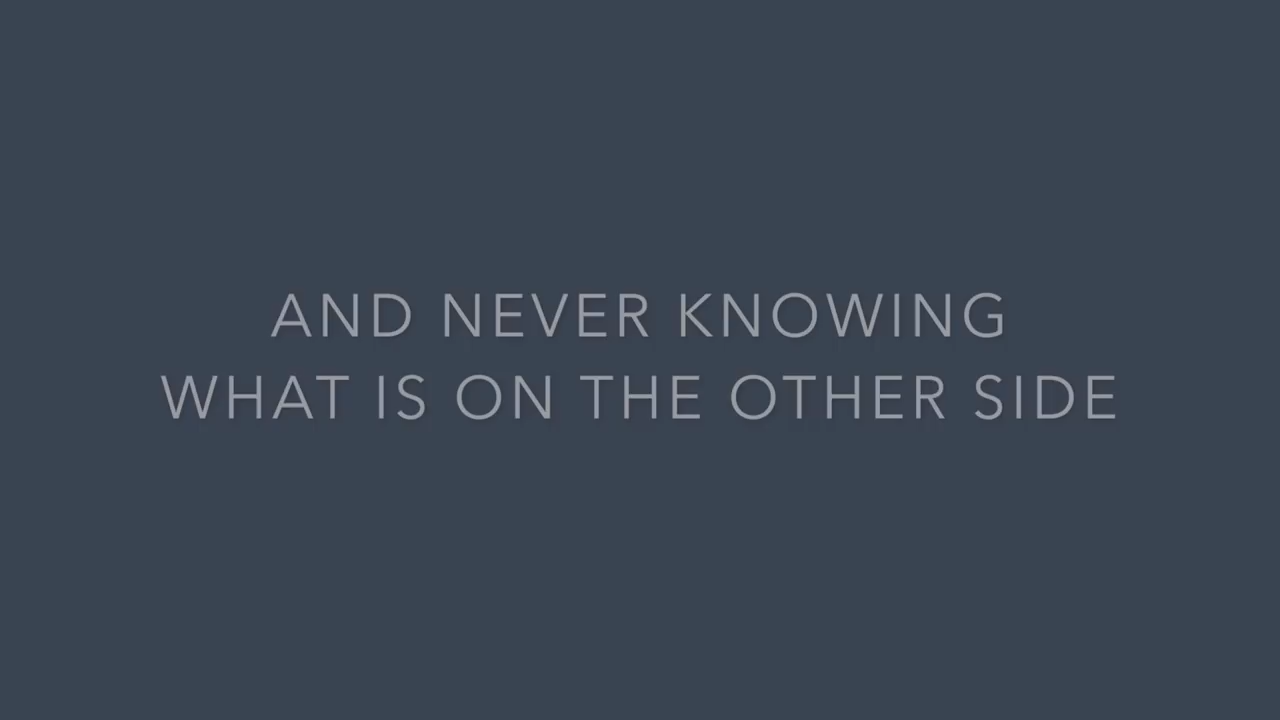 AND NEVER KNOWING
WHAT IS ON THE OTHER SIDE